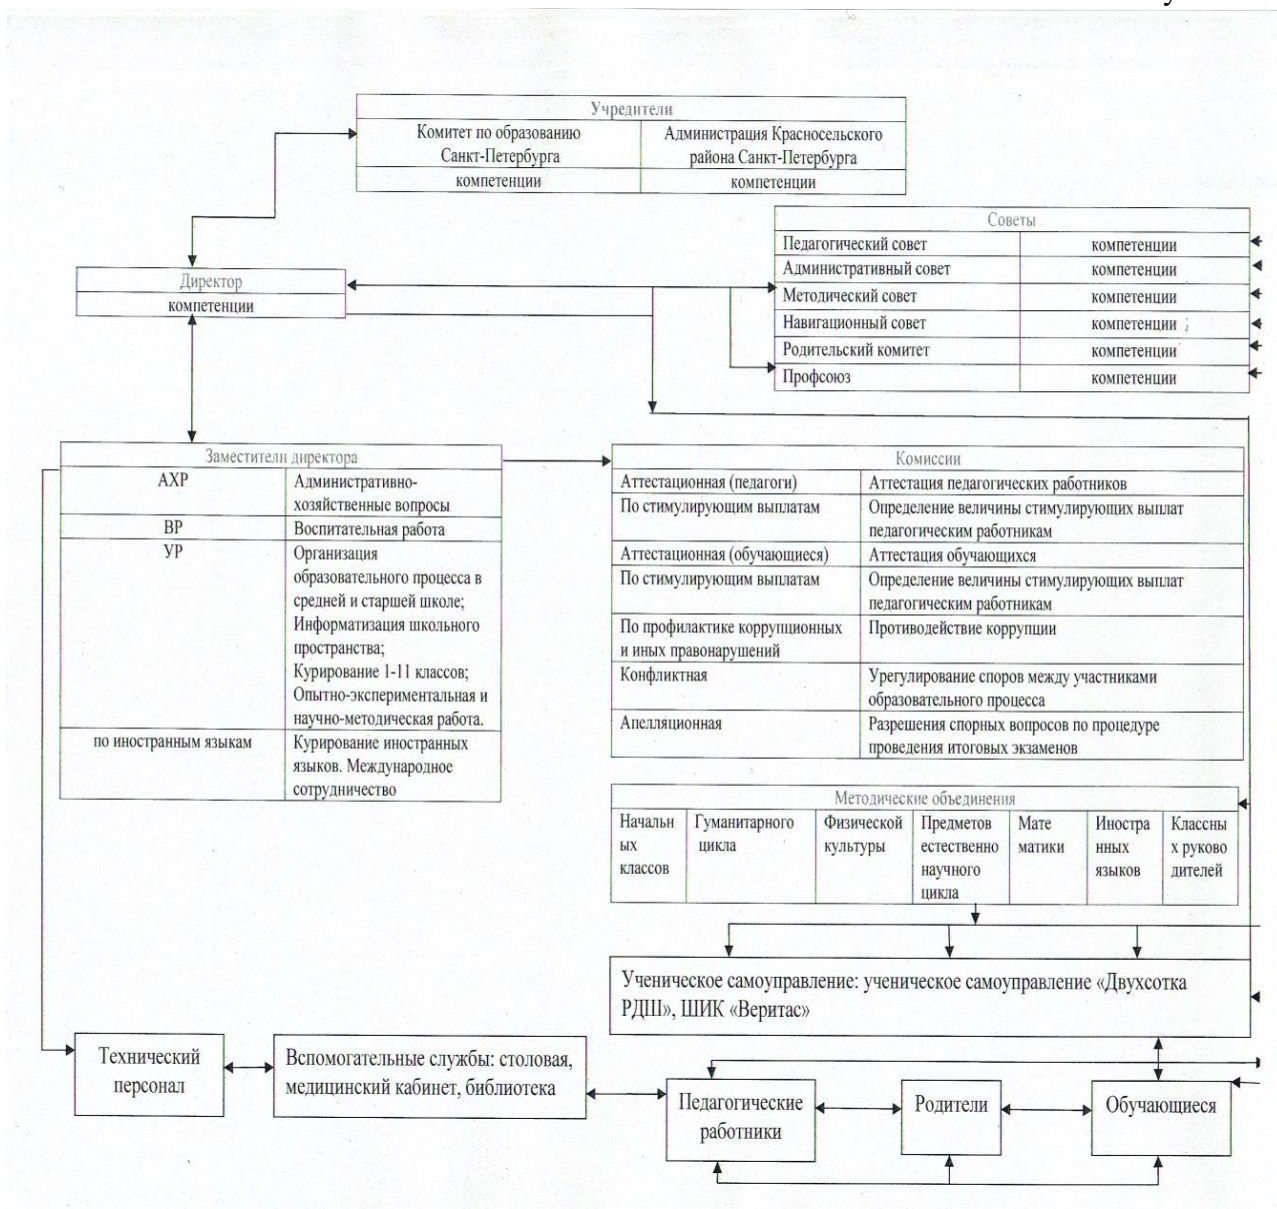 Учредители
Комитет по образованию
Санкт-Петербурга
Администрация Красносельского
района Санкт-Петербурга
компетенции
компетенции
Советы
Педагогический совет
компетенции
Административный совет
компетенции
Методический совет
компетенции
Навигационный совет
компетенции
Родительский комитет
компетенции
Профсоюз
компетенции
Директор
компетенции
Заместители директора
АХР
Административно-
хозяйственные вопросы
ВР
Воспитательная работа
УР
Организация
образовательного процесса в
средней и старшей школе;
Информатизация школьного
пространства;
Курирование 1-11 классов;
Опытно-экспериментальная и
научно-методическая работа.
по иностранным языкам
Курирование иностранных
языков. Международное
сотрудничество
Комиссии
Аттестационная (педагоги)
Аттестация педагогических работников
По стимулирующим выплатам
Определение величины стимулирующих выплат
педагогическим работникам
Аттестационная (обучающиеся)
Аттестация обучающихся
По стимулирующим выплатам
Определение величины стимулирующих выплат
педагогическим работникам
По профилактике коррупционных
и иных правонарушений
Противодействие коррупции
Конфликтная
Урегулирование споров между участниками
образовательного процесса
Апелляционная
Разрешения спорных вопросов по процедуре
проведения итоговых экзаменов
Методические объединения
Начальн
ых
классов
Гуманитарного
цикла
Физической
культуры
Предметов
естественно
научного
цикла
Мате
матики
Иностра
нных
языков
Классны
х руково
дителей
Ученическое самоуправление: ученическое самоуправление «Двухсотка
РДШ», ШИК «Веритас»
Технический
персонал
Вспомогательные службы: столовая,
медицинский кабинет, библиотека
Педагогические
работники
Родители
Обучающиеся